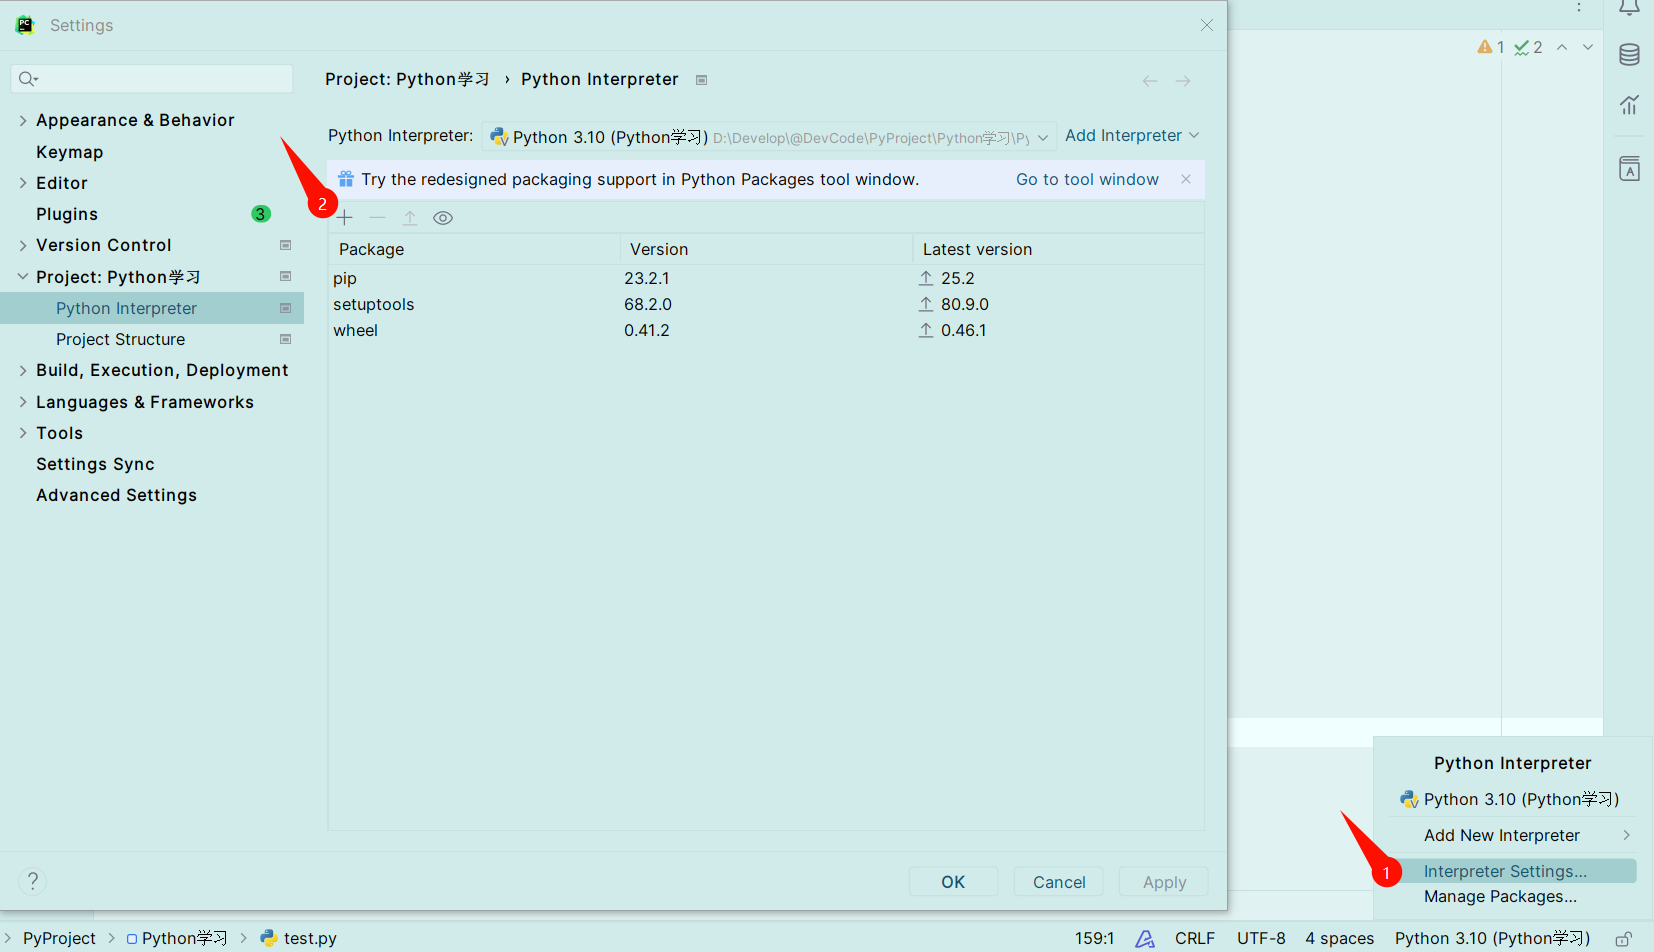 Settings
1 2
Project: Python学习 › Python Interpreter
Appearance & Behavior
Python Interpreter: Python 3.10 (Python学习) D:\Develop\@DevCode\PyProject\Python学习\Py
Add Interpreter
Keymap
Try the redesigned packaging support in Python Packages tool window. Go to tool window
Editor
2
Plugins 3
Version Control
Package Version Latest version
Project: Python学习
pip 23.2.1 25.2
Python Interpreter
setuptools 68.2.0 80.9.0
wheel 0.41.2 0.46.1
Project Structure
Build, Execution, Deployment
Languages & Frameworks
Tools
Settings Sync
Advanced Settings
Python Interpreter
Python 3.10 (Python学习)
Add New Interpreter
1
Interpreter Settings...
Manage Packages...
? OK Cancel Apply
PyProject Python学习 test.py
159:1 CRLF UTF-8 4 spaces Python 3.10 (Python学习)